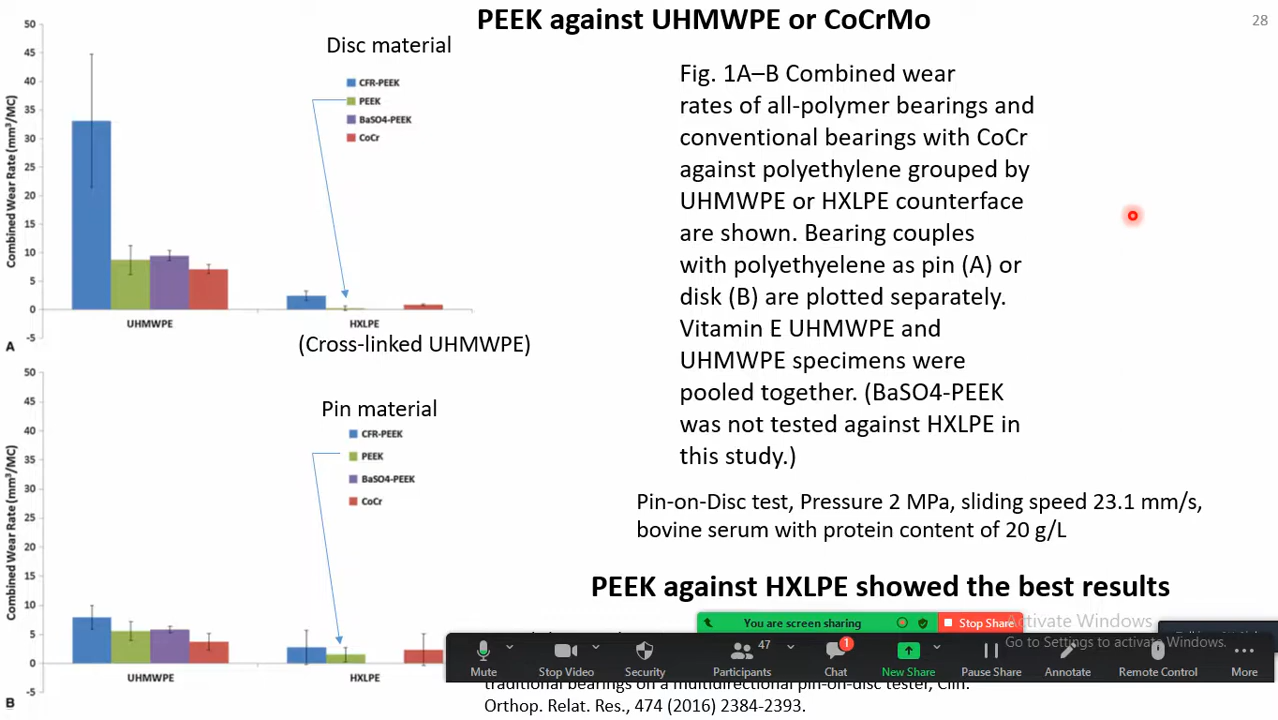 PEEK against UHMWPE or CoCrMo
28
Disc material
CFR-PEEK
PEEK
BaSO4-PEEK
CoCr
Combined Wear Rate (mm³/MC)
50
45
40
35
30
25
20
15
10
5
0
-5
UHMWPE
HXLPE
A
(Cross-linked UHMWPE)
Pin material
CFR-PEEK
PEEK
BaSO4-PEEK
CoCr
Combined Wear Rate (mm³/MC)
50
45
40
35
30
25
20
15
10
5
0
-5
UHMWPE
HXLPE
B
Fig. 1A–B Combined wear
rates of all-polymer bearings and
conventional bearings with CoCr
against polyethylene grouped by
UHMWPE or HXLPE counterface
are shown. Bearing couples
with polyethyelene as pin (A) or
disk (B) are plotted separately.
Vitamin E UHMWPE and
UHMWPE specimens were
pooled together. (BaSO4-PEEK
was not tested against HXLPE in
this study.)
Pin-on-Disc test, Pressure 2 MPa, sliding speed 23.1 mm/s,
bovine serum with protein content of 20 g/L
PEEK against HXLPE showed the best results
You are screen sharing
Stop Share
Activate Windows
Go to Settings to activate Windows.
47
1
Mute
Stop Video
Security
Participants
Chat
New Share
Pause Share
Annotate
Remote Control
More
traditional bearings on a multidirectional pin-on-disc tester, Clin.
Orthop. Relat. Res., 474 (2016) 2384-2393.